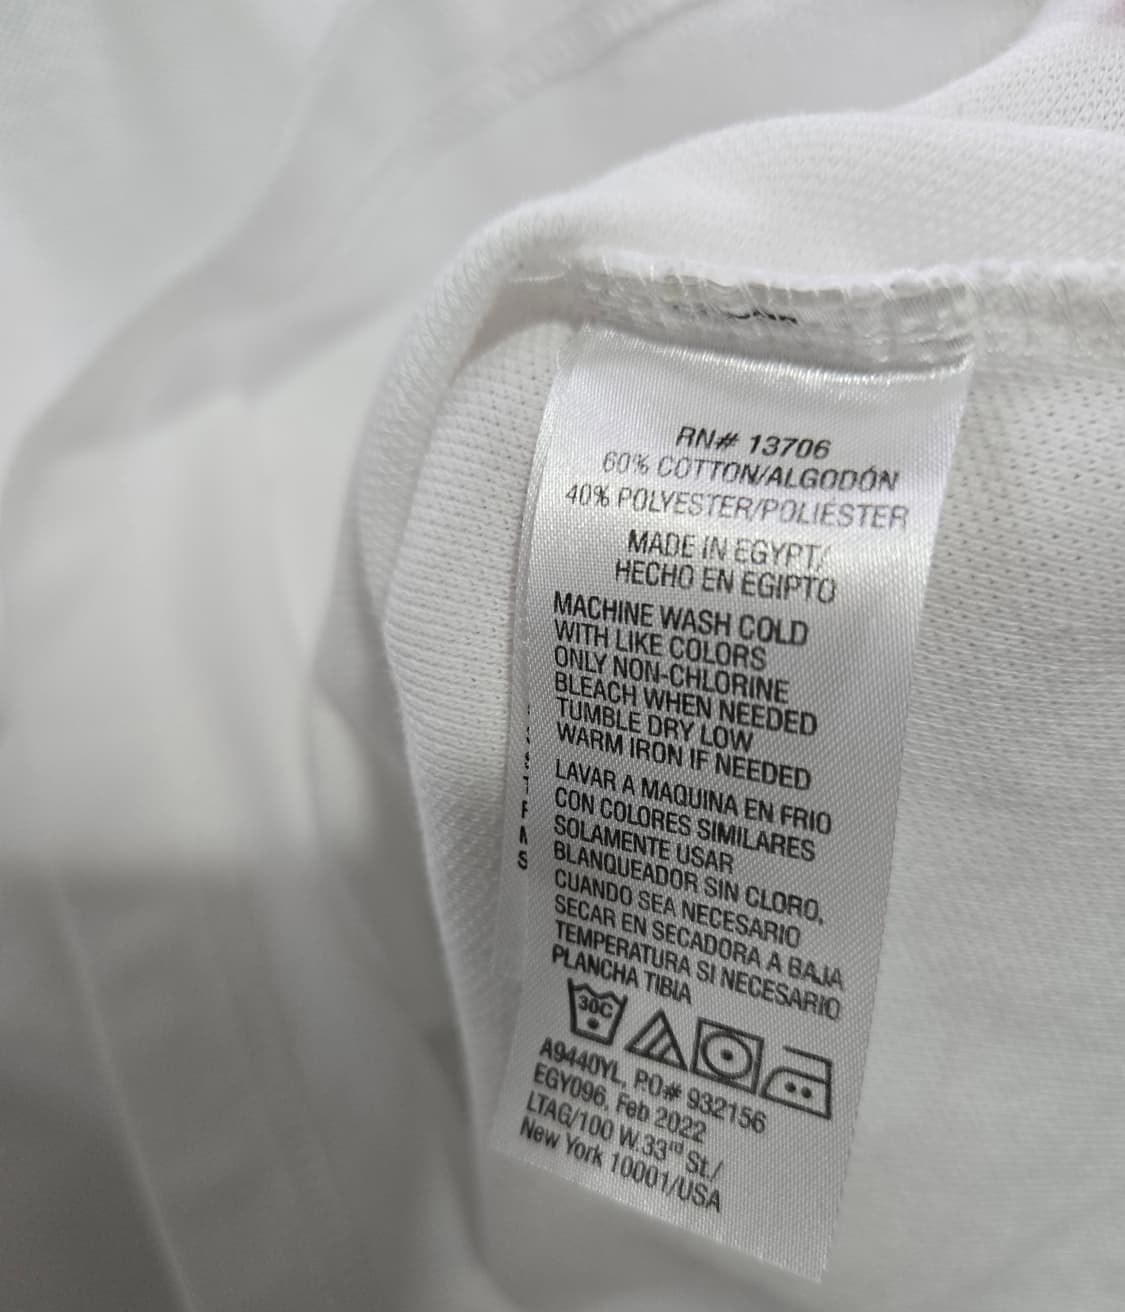 RN# 13706
60% COTTON/ALGODÓN
40% POLYESTER/POLIÉSTER
MADE IN EGYPT/
HECHO EN EGIPTO
MACHINE WASH COLD
WITH LIKE COLORS
ONLY NON-CHLORINE
BLEACH WHEN NEEDED
TUMBLE DRY LOW
WARM IRON IF NEEDED
LAVAR A MAQUINA EN FRIO
CON COLORES SIMILARES
SOLAMENTE USAR
BLANQUEADOR SIN CLORO,
CUANDO SEA NECESARIO
SECAR EN SECADORA A BAJA
TEMPERATURA SI NECESARIO
PLANCHA TIBIA
30C
A9440YL, PO# 932156
EGY096, Feb 2022
LTAG/100 W.33rd St./
New York 10001/USA